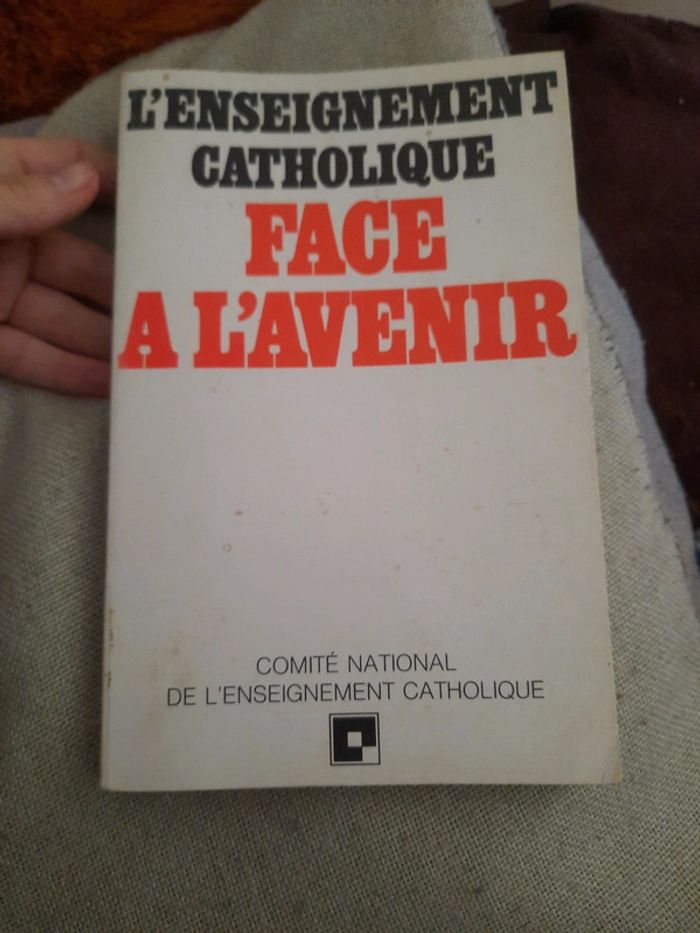 L'ENSEIGNEMENT
CATHOLIQUE
FACE
A L'AVENIR
COMITÉ NATIONAL
DE L'ENSEIGNEMENT CATHOLIQUE